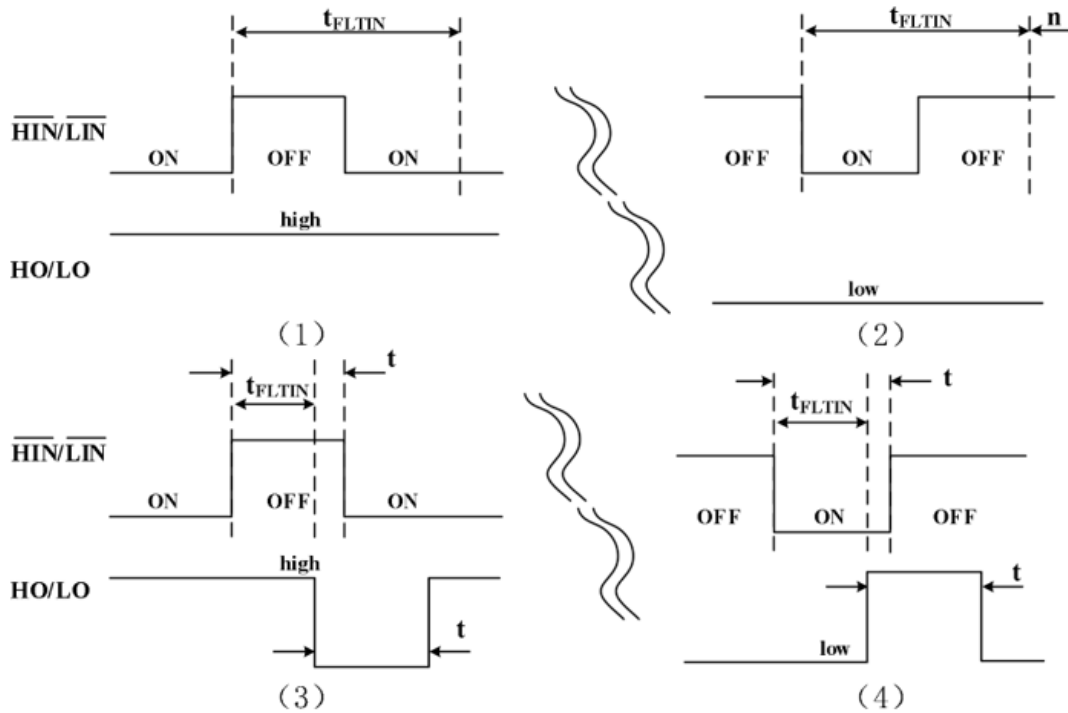 tFLTIN
tFLTIN n
HIN/LIN
ON OFF ON
OFF ON OFF
high
HO/LO
low
（1）
（2）
t
tFLTIN
t
tFLTIN
HIN/LIN
ON OFF ON
OFF ON OFF
high
HO/LO
t
t
low
（3）
（4）